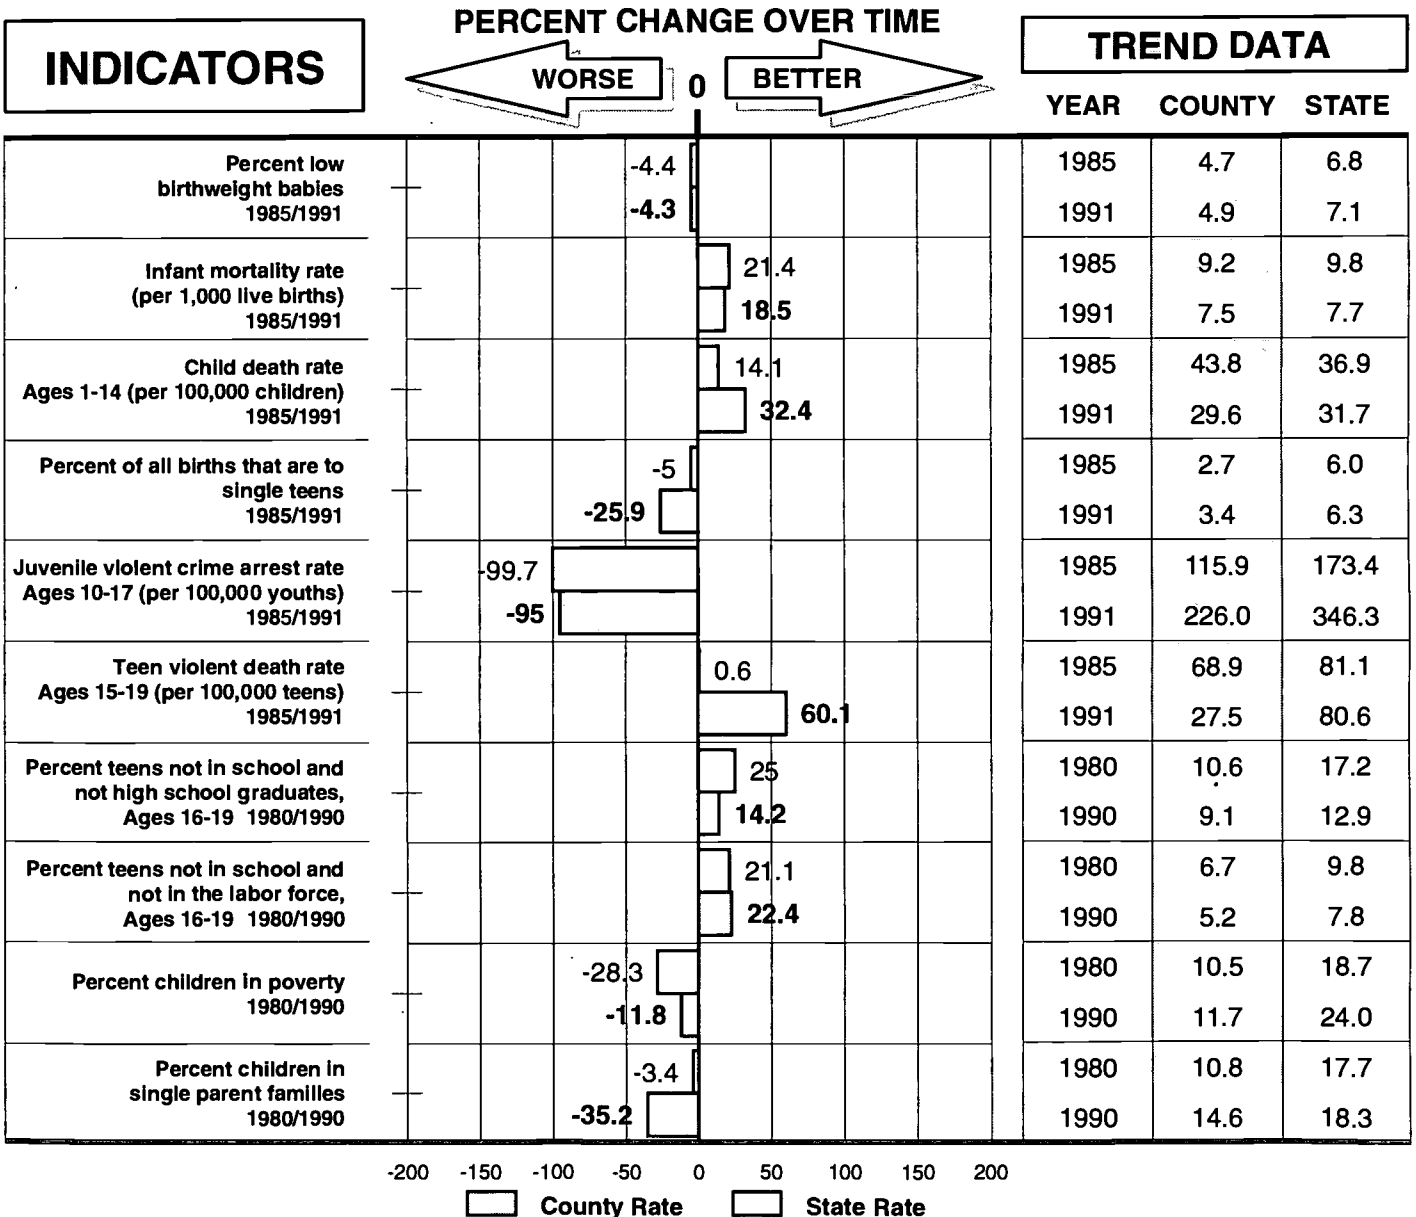 PERCENT CHANGE OVER TIME
INDICATORS
WORSE
0
BETTER
TREND DATA
YEAR COUNTY STATE
Percent low
birthweight babies
1985/1991
-4.4
-4.3
1985 4.7 6.8
1991 4.9 7.1
Infant mortality rate
(per 1,000 live births)
1985/1991
21.4
18.5
1985 9.2 9.8
1991 7.5 7.7
Child death rate
Ages 1-14 (per 100,000 children)
1985/1991
14.1
32.4
1985 43.8 36.9
1991 29.6 31.7
Percent of all births that are to
single teens
1985/1991
-5
-25.9
1985 2.7 6.0
1991 3.4 6.3
Juvenile violent crime arrest rate
Ages 10-17 (per 100,000 youths)
1985/1991
-99.7
-95
1985 115.9 173.4
1991 226.0 346.3
Teen violent death rate
Ages 15-19 (per 100,000 teens)
1985/1991
0.6
60.1
1985 68.9 81.1
1991 27.5 80.6
Percent teens not in school and
not high school graduates,
Ages 16-19 1980/1990
25
14.2
1980 10.6 17.2
1990 9.1 12.9
Percent teens not in school and
not in the labor force,
Ages 16-19 1980/1990
21.1
22.4
1980 6.7 9.8
1990 5.2 7.8
Percent children in poverty
1980/1990
-28.3
-11.8
1980 10.5 18.7
1990 11.7 24.0
Percent children in
single parent families
1980/1990
-3.4
-35.2
1980 10.8 17.7
1990 14.6 18.3
-200 -150 -100 -50 0 50 100 150 200
County Rate State Rate